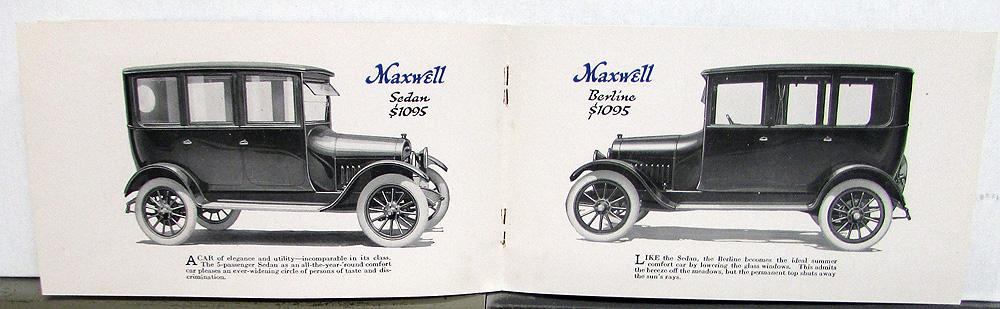 Maxwell
Sedan
$1095
A CAR of elegance and utility—incomparable in its class.
The 5-passenger Sedan as an all-the-year-'round comfort
car pleases an ever-widening circle of persons of taste and dis-
crimination.
Maxwell
Berline
$1095
LIKE the Sedan, the Berline becomes the ideal summer
comfort car by lowering the glass windows. This admits
the breeze off the meadows, but the permanent top shuts away
the sun's rays.